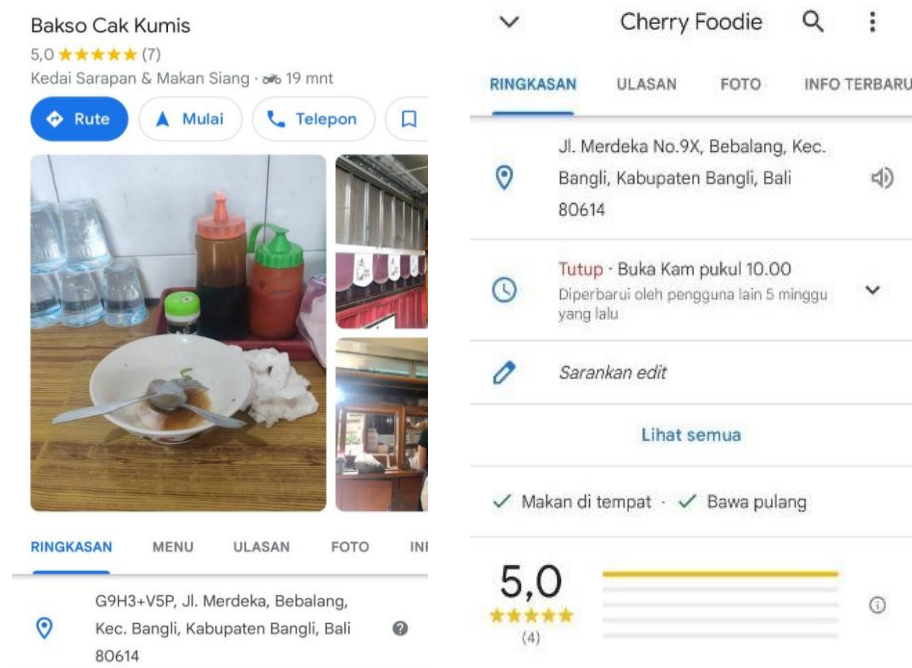 Bakso Cak Kumis
5,0 (7)
Kedai Sarapan & Makan Siang · 19 mnt
Rute
Mulai
Telepon
RINGKASAN
MENU
ULASAN
FOTO
INI
G9H3+V5P, Jl. Merdeka, Bebalang,
Kec. Bangli, Kabupaten Bangli, Bali
80614
Cherry Foodie
RINGKASAN
ULASAN
FOTO
INFO TERBARU
Jl. Merdeka No.9X, Bebalang, Kec.
Bangli, Kabupaten Bangli, Bali
80614
Tutup · Buka Kam pukul 10.00
Diperbarui oleh pengguna lain 5 minggu
yang lalu
Sarankan edit
Lihat semua
Makan di tempat · Bawa pulang
5,0
(4)